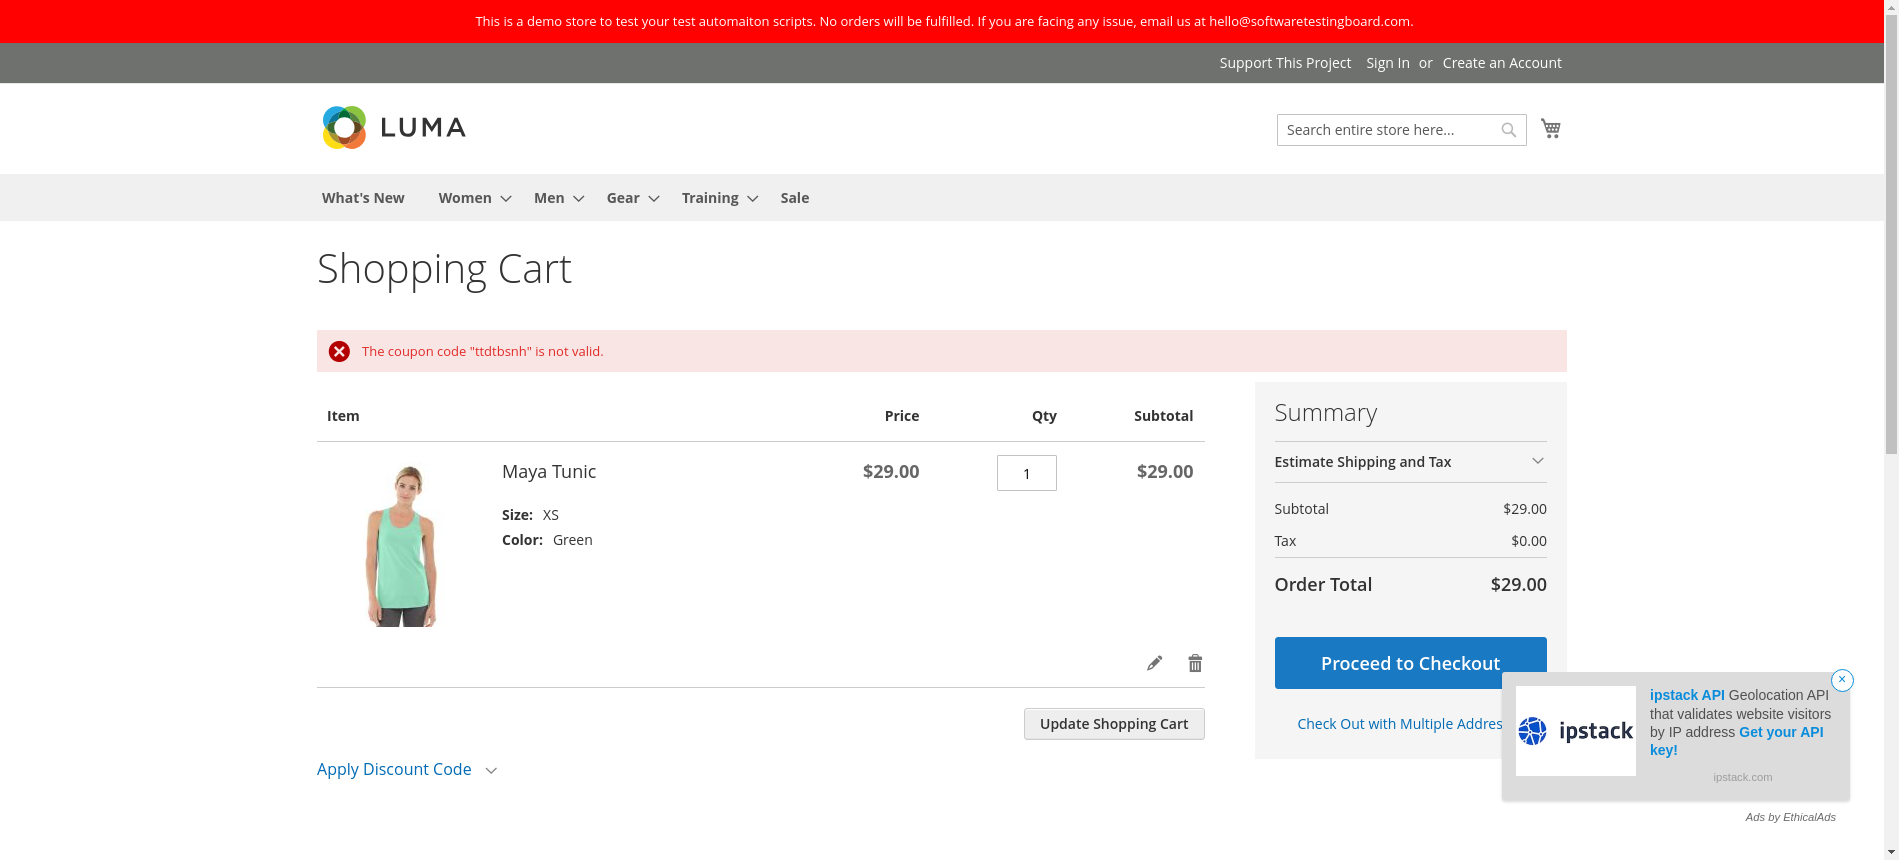 This is a demo store to test your test automaiton scripts. No orders will be fulfilled. If you are facing any issue, email us at hello@softwaretestingboard.com.
Support This Project Sign In or Create an Account
LUMA
Search entire store here...
What's New Women Men Gear Training Sale
Shopping Cart
The coupon code "ttdtbsnh" is not valid.
Item Price Qty Subtotal
Maya Tunic $29.00 1 $29.00
Size: XS
Color: Green
Update Shopping Cart
Apply Discount Code
Summary
Estimate Shipping and Tax
Subtotal $29.00
Tax $0.00
Order Total $29.00
Proceed to Checkout
Check Out with Multiple
ipstack
ipstack API Geolocation API
that validates website visitors
by IP address Get your API
key!
ipstack.com
Ads by EthicalAds